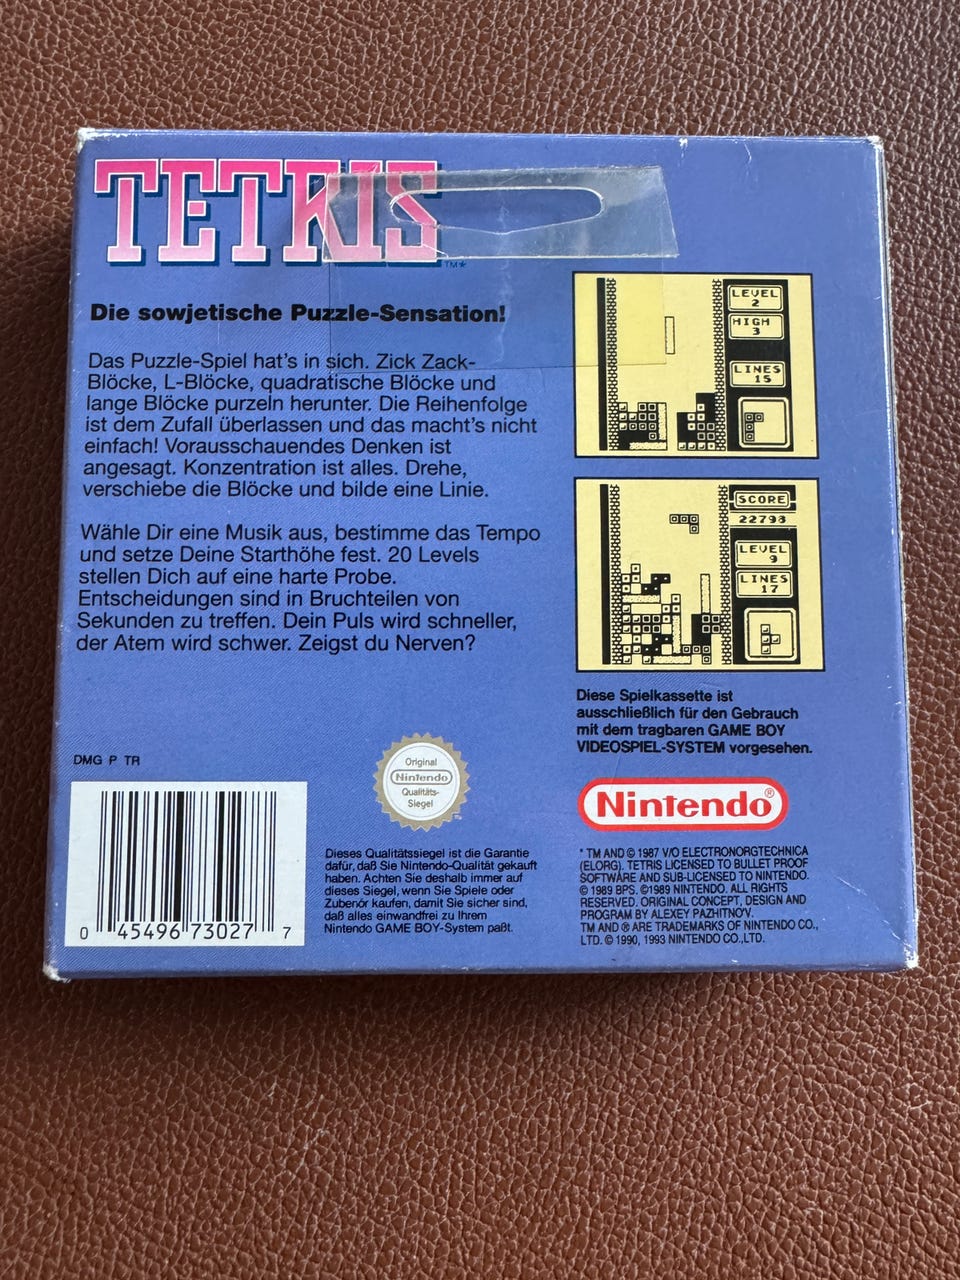 TETRIS
TM*
Die sowjetische Puzzle-Sensation!
Das Puzzle-Spiel hat's in sich. Zick Zack-
Blöcke, L-Blöcke, quadratische Blöcke und
lange Blöcke purzeln herunter. Die Reihenfolge
ist dem Zufall überlassen und das macht's nicht
einfach! Vorausschauendes Denken ist
angesagt. Konzentration ist alles. Drehe,
verschiebe die Blöcke und bilde eine Linie.
Wähle Dir eine Musik aus, bestimme das Tempo
und setze Deine Starthöhe fest. 20 Levels
stellen Dich auf eine harte Probe.
Entscheidungen sind in Bruchteilen von
Sekunden zu treffen. Dein Puls wird schneller,
der Atem wird schwer. Zeigst du Nerven?
LEVEL
2
HIGH
3
LINES
15
SCORE
22793
LEVEL
9
LINES
17
Diese Spielkassette ist
ausschließlich für den Gebrauch
mit dem tragbaren GAME BOY
VIDEOSPIEL-SYSTEM vorgesehen.
DMG P TR
0 45496 73027 7
Original
Nintendo
Qualitäts-
Siegel
TM
Dieses Qualitätssiegel ist die Garantie
dafür, daß Sie Nintendo-Qualität gekauft
haben. Achten Sie deshalb immer auf
dieses Siegel, wenn Sie Spiele oder
Zubehör kaufen, damit Sie sicher sind,
daß alles einwandfrei zu Ihrem
Nintendo GAME BOY-System paßt.
Nintendo®
* TM AND © 1987 V/O ELECTRONORGTECHNICA
(ELORG). TETRIS LICENSED TO BULLET PROOF
SOFTWARE AND SUB-LICENSED TO NINTENDO.
© 1989 BPS. ©1989 NINTENDO. ALL RIGHTS
RESERVED. ORIGINAL CONCEPT, DESIGN AND
PROGRAM BY ALEXEY PAZHITNOV.
TM AND ® ARE TRADEMARKS OF NINTENDO CO.,
LTD. © 1990, 1993 NINTENDO CO.,LTD.